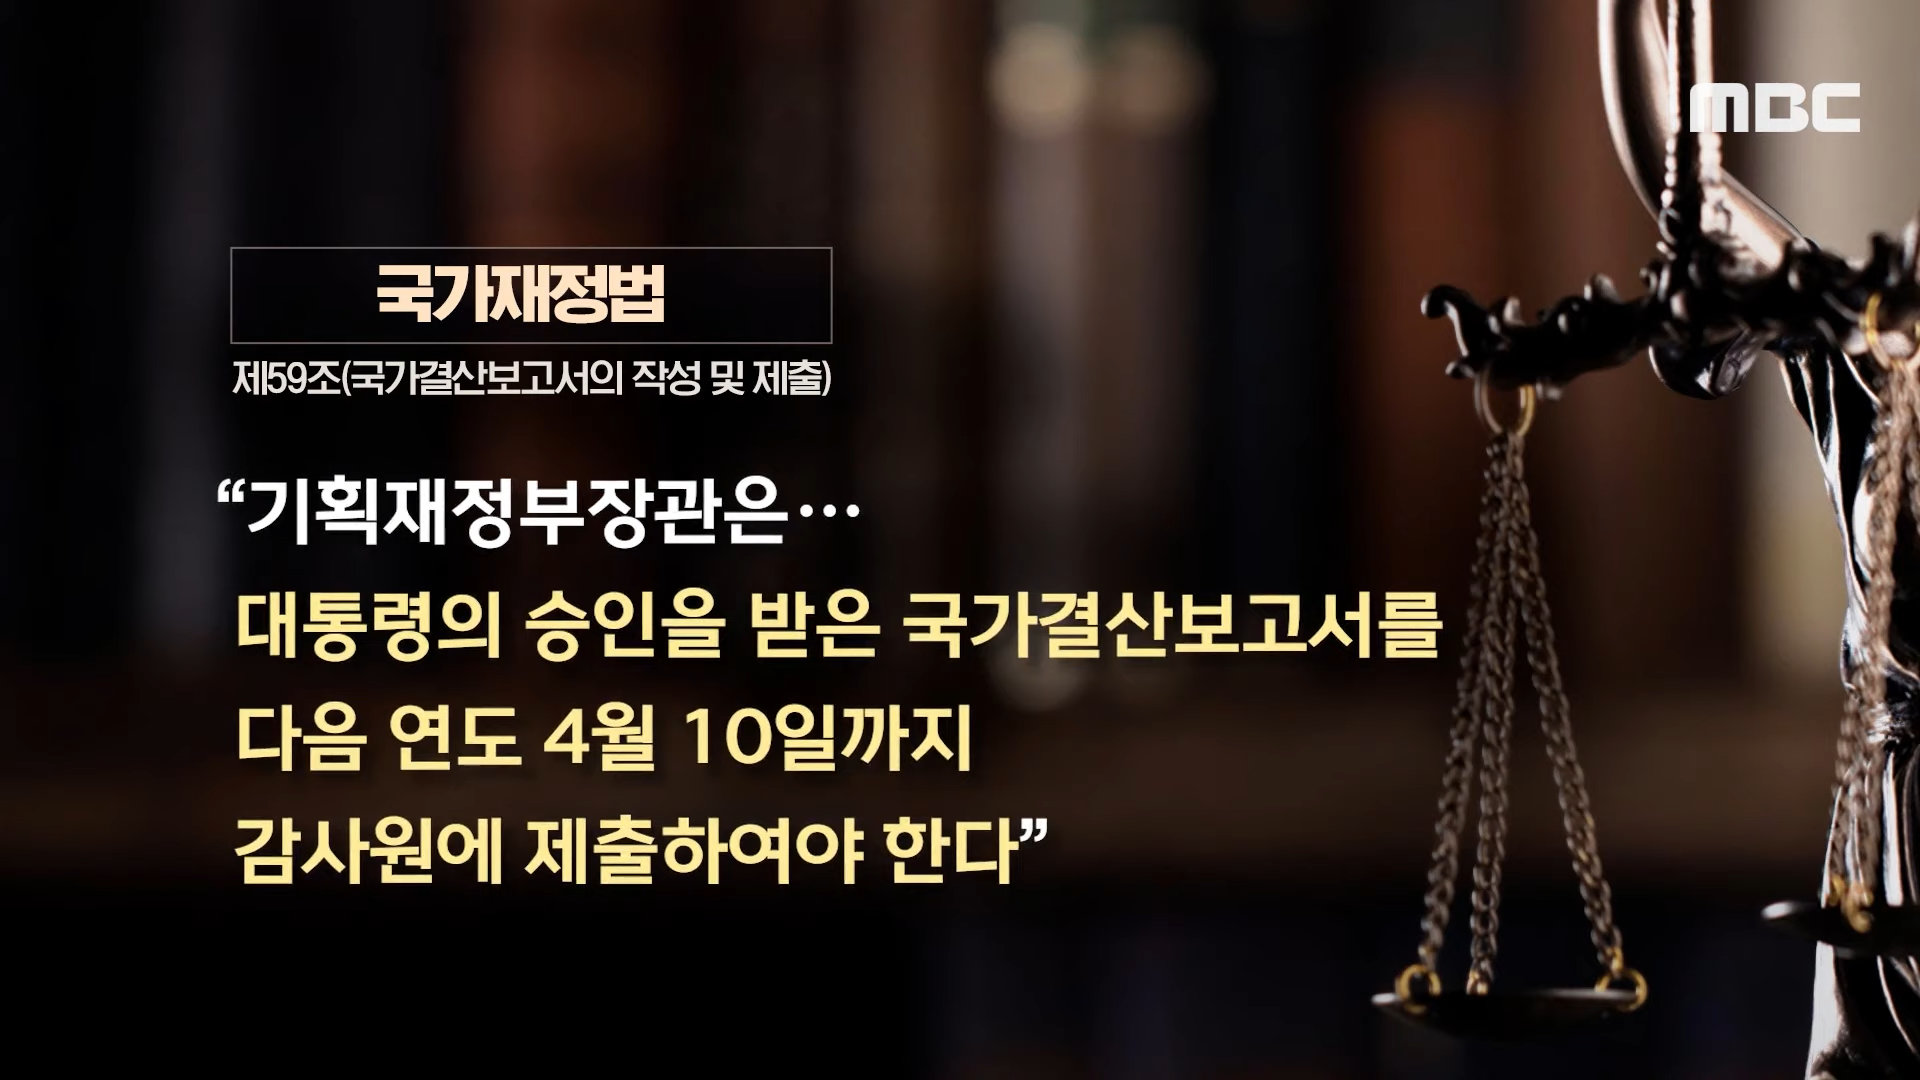 MBC
국가재정법
제59조(국가결산보고서의 작성 및 제출)
“기획재정부장관은…
대통령의 승인을 받은 국가결산보고서를
다음 연도 4월 10일까지
감사원에 제출하여야 한다”